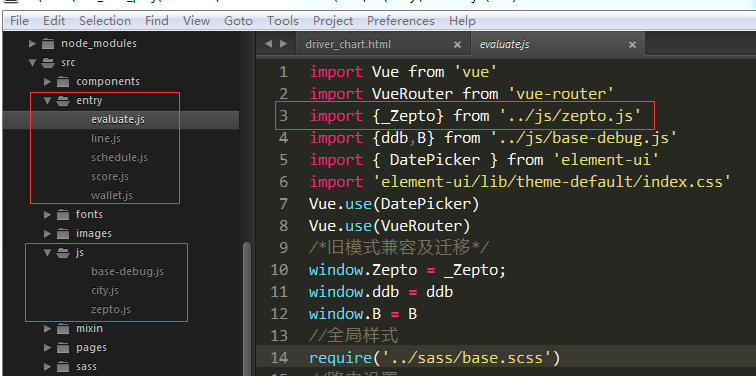 File Edit Selection Find View Goto Tools Project Preferences Help
node_modules
src
components
entry
evaluate.js
line.js
schedule.js
score.js
wallet.js
fonts
images
js
base-debug.js
city.js
zepto.js
mixin
pages
sass
driver_chart.html × evaluate.js ×
1 import Vue from 'vue'
2 import VueRouter from 'vue-router'
3 import {_Zepto} from '../js/zepto.js'
4 import {ddb,B} from '../js/base-debug.js'
5 import { DatePicker } from 'element-ui'
6 import 'element-ui/lib/theme-default/index.css'
7 Vue.use(DatePicker)
8 Vue.use(VueRouter)
9 /*旧模式兼容及迁移*/
10 window.Zepto = _Zepto;
11 window.ddb = ddb
12 window.B = B
13 //全局样式
14 require('../sass/base.scss')